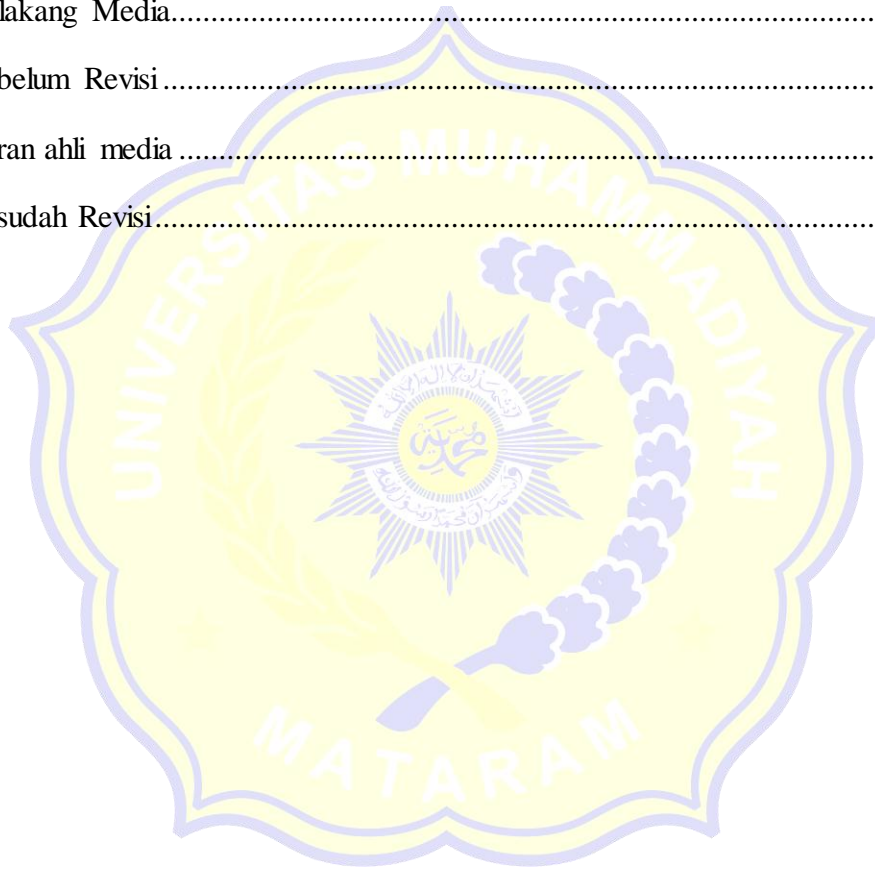 lakang Media
belum Revisi
ran ahli media
sudah Revisi
UNIVERSITAS MUHAMMADIYAH
MATARAM